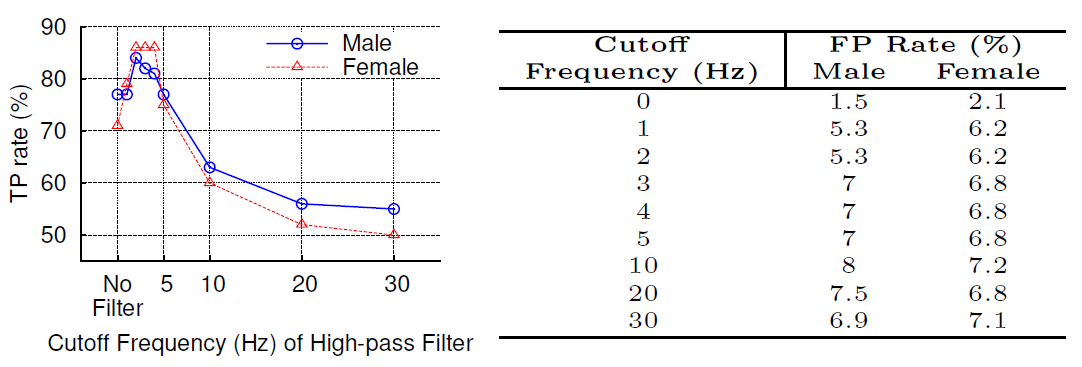 90
80
70
60
50
TP rate (%)
Male
Female
No Filter 5 10 20 30
Cutoff Frequency (Hz) of High-pass Filter
Cutoff Frequency (Hz) FP Rate (%)
Male Female
0 1.5 2.1
1 5.3 6.2
2 5.3 6.2
3 7 6.8
4 7 6.8
5 7 6.8
10 8 7.2
20 7.5 6.8
30 6.9 7.1